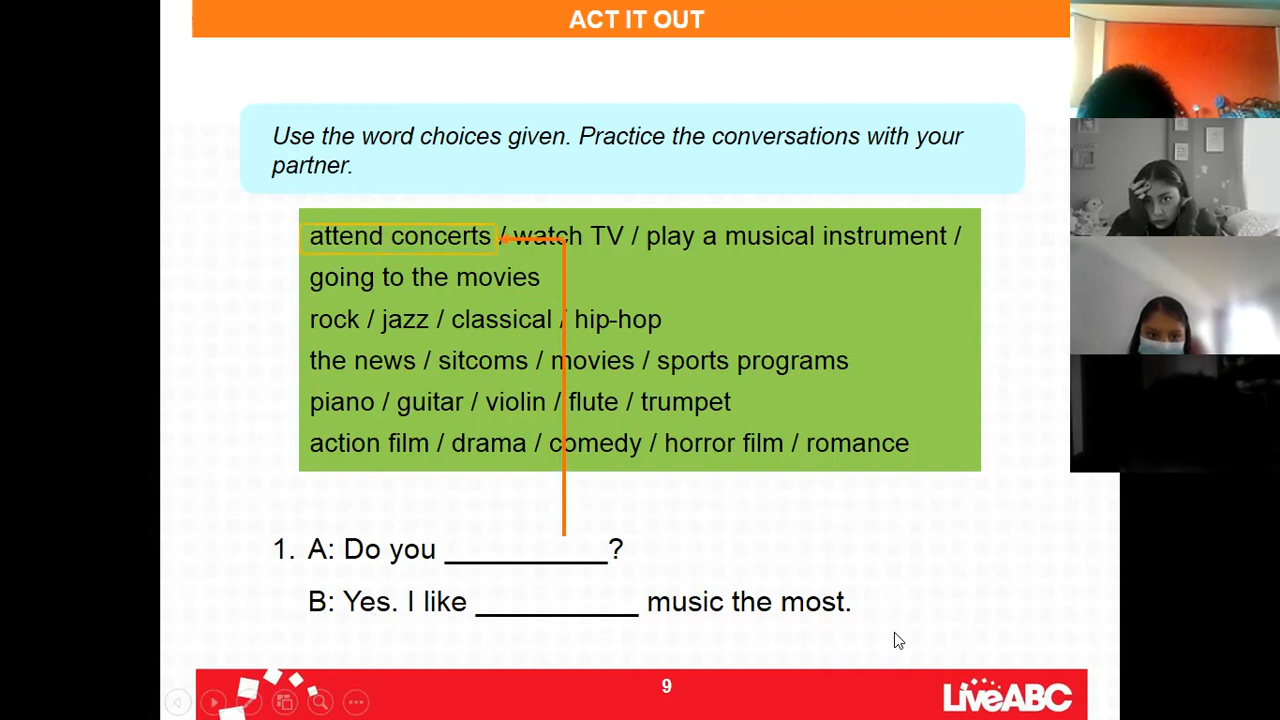 ACT IT OUT
Use the word choices given. Practice the conversations with your
partner.
attend concerts / watch TV / play a musical instrument /
going to the movies
rock / jazz / classical / hip-hop
the news / sitcoms / movies / sports programs
piano / guitar / violin / flute / trumpet
action film / drama / comedy / horror film / romance
1. A: Do you __________?
B: Yes. I like __________ music the most.
9
LiveABC